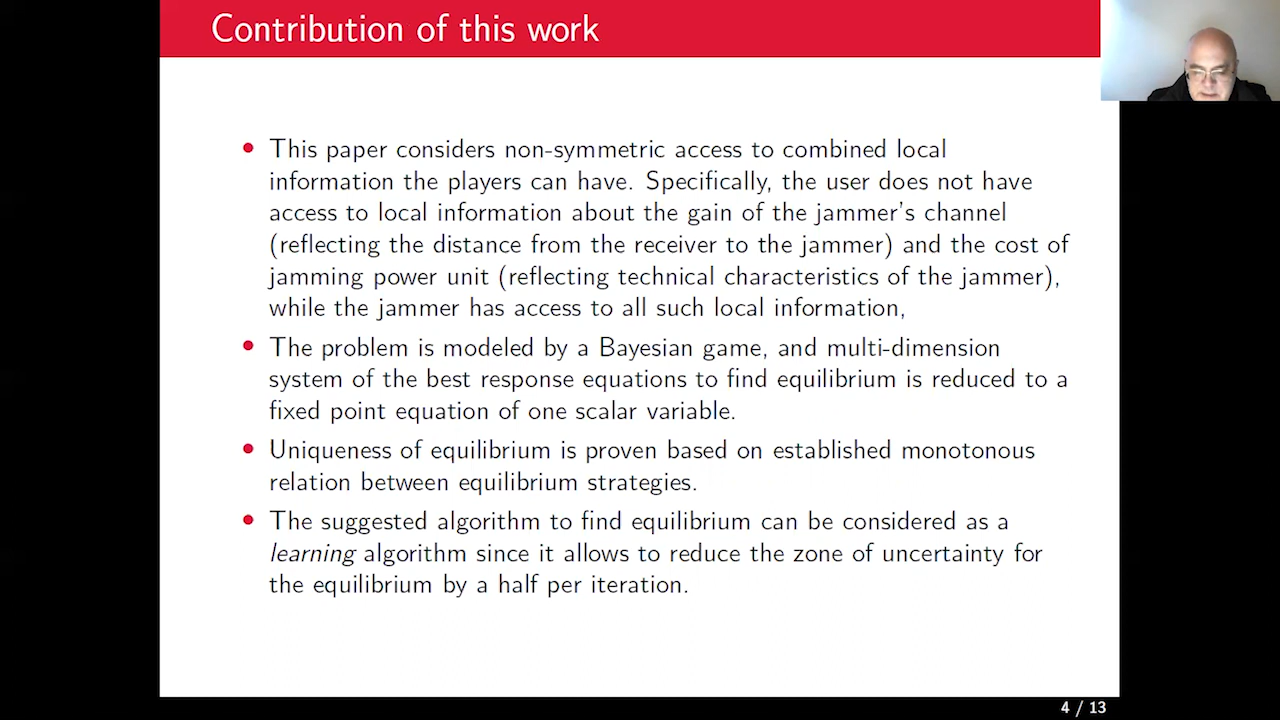 Contribution of this work
• This paper considers non-symmetric access to combined local
information the players can have. Specifically, the user does not have
access to local information about the gain of the jammer's channel
(reflecting the distance from the receiver to the jammer) and the cost of
jamming power unit (reflecting technical characteristics of the jammer),
while the jammer has access to all such local information,
• The problem is modeled by a Bayesian game, and multi-dimension
system of the best response equations to find equilibrium is reduced to a
fixed point equation of one scalar variable.
• Uniqueness of equilibrium is proven based on established monotonous
relation between equilibrium strategies.
• The suggested algorithm to find equilibrium can be considered as a
learning algorithm since it allows to reduce the zone of uncertainty for
the equilibrium by a half per iteration.
4 / 13